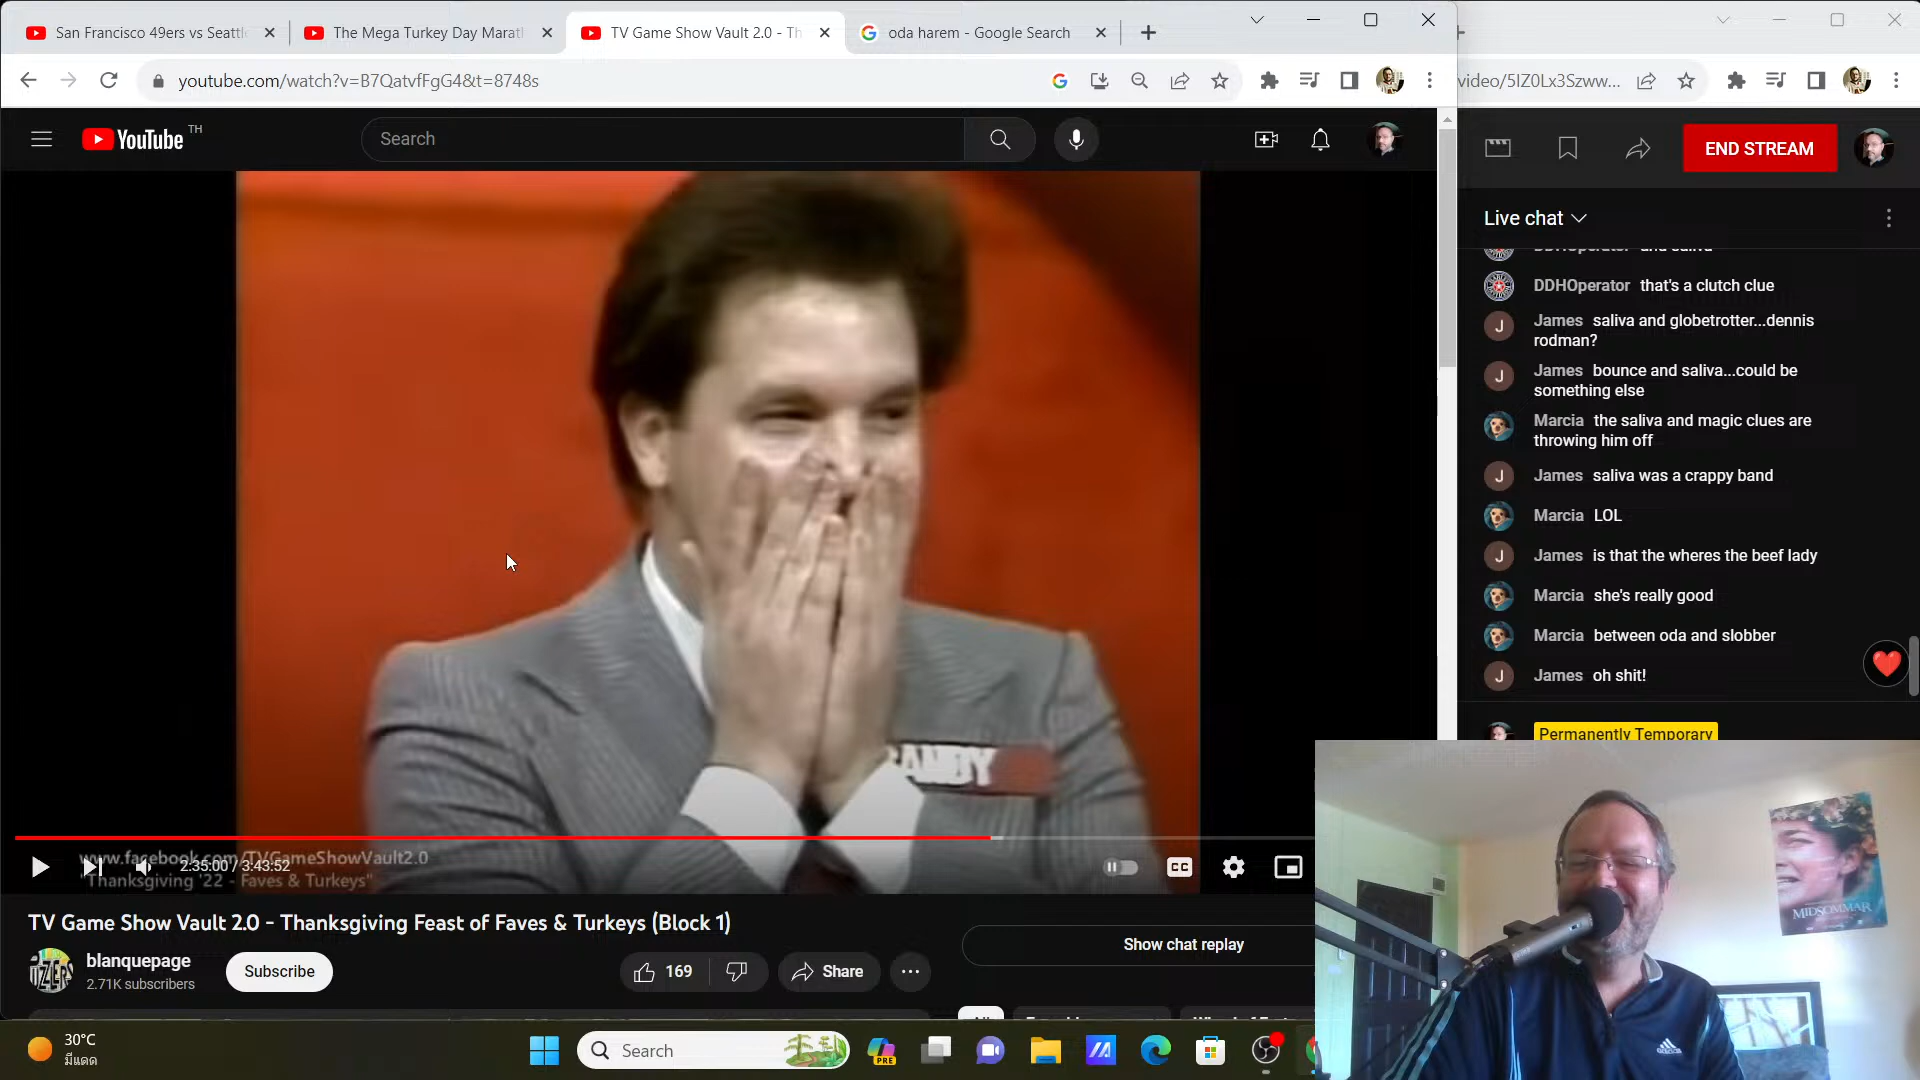 San Francisco 49ers vs Seattl
The Mega Turkey Day Marat
TV Game Show Vault 2.0 - Th
oda harem - Google Search
youtube.com/watch?v=B7QatvfFgG4&t=8748s
video/5IZ0Lx3Szww...
YouTube TH
Search
END STREAM
Live chat
DDHOperator and saliva
DDHOperator that's a clutch clue
James saliva and globetrotter...dennis
rodman?
James bounce and saliva...could be
something else
Marcia the saliva and magic clues are
throwing him off
James saliva was a crappy band
Marcia LOL
James is that the wheres the beef lady
Marcia she's really good
Marcia between oda and slobber
James oh shit!
Permanently Temporary
www.facebook.com/TVGameShowVault2.0
2:35:00 / 3:43:52
"Thanksgiving '22 - Faves & Turkeys"
CC
TV Game Show Vault 2.0 - Thanksgiving Feast of Faves & Turkeys (Block 1)
blanquepage
2.71K subscribers
Subscribe
169
Share
Show chat replay
MIDSOMMAR
30°C
มีแดด
Search
PRE